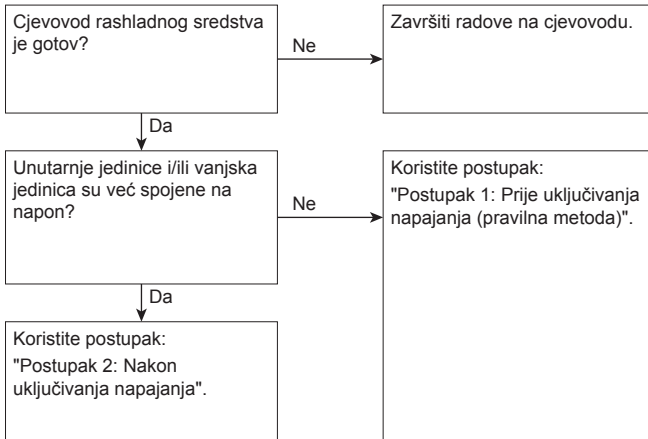 Cjevovod rashladnog sredstva
je gotov?
Ne
Završiti radove na cjevovodu.
Da
Unutarnje jedinice i/ili vanjska
jedinica su već spojene na
napon?
Ne
Koristite postupak:
"Postupak 1: Prije uključivanja
napajanja (pravilna metoda)".
Da
Koristite postupak:
"Postupak 2: Nakon
uključivanja napajanja".